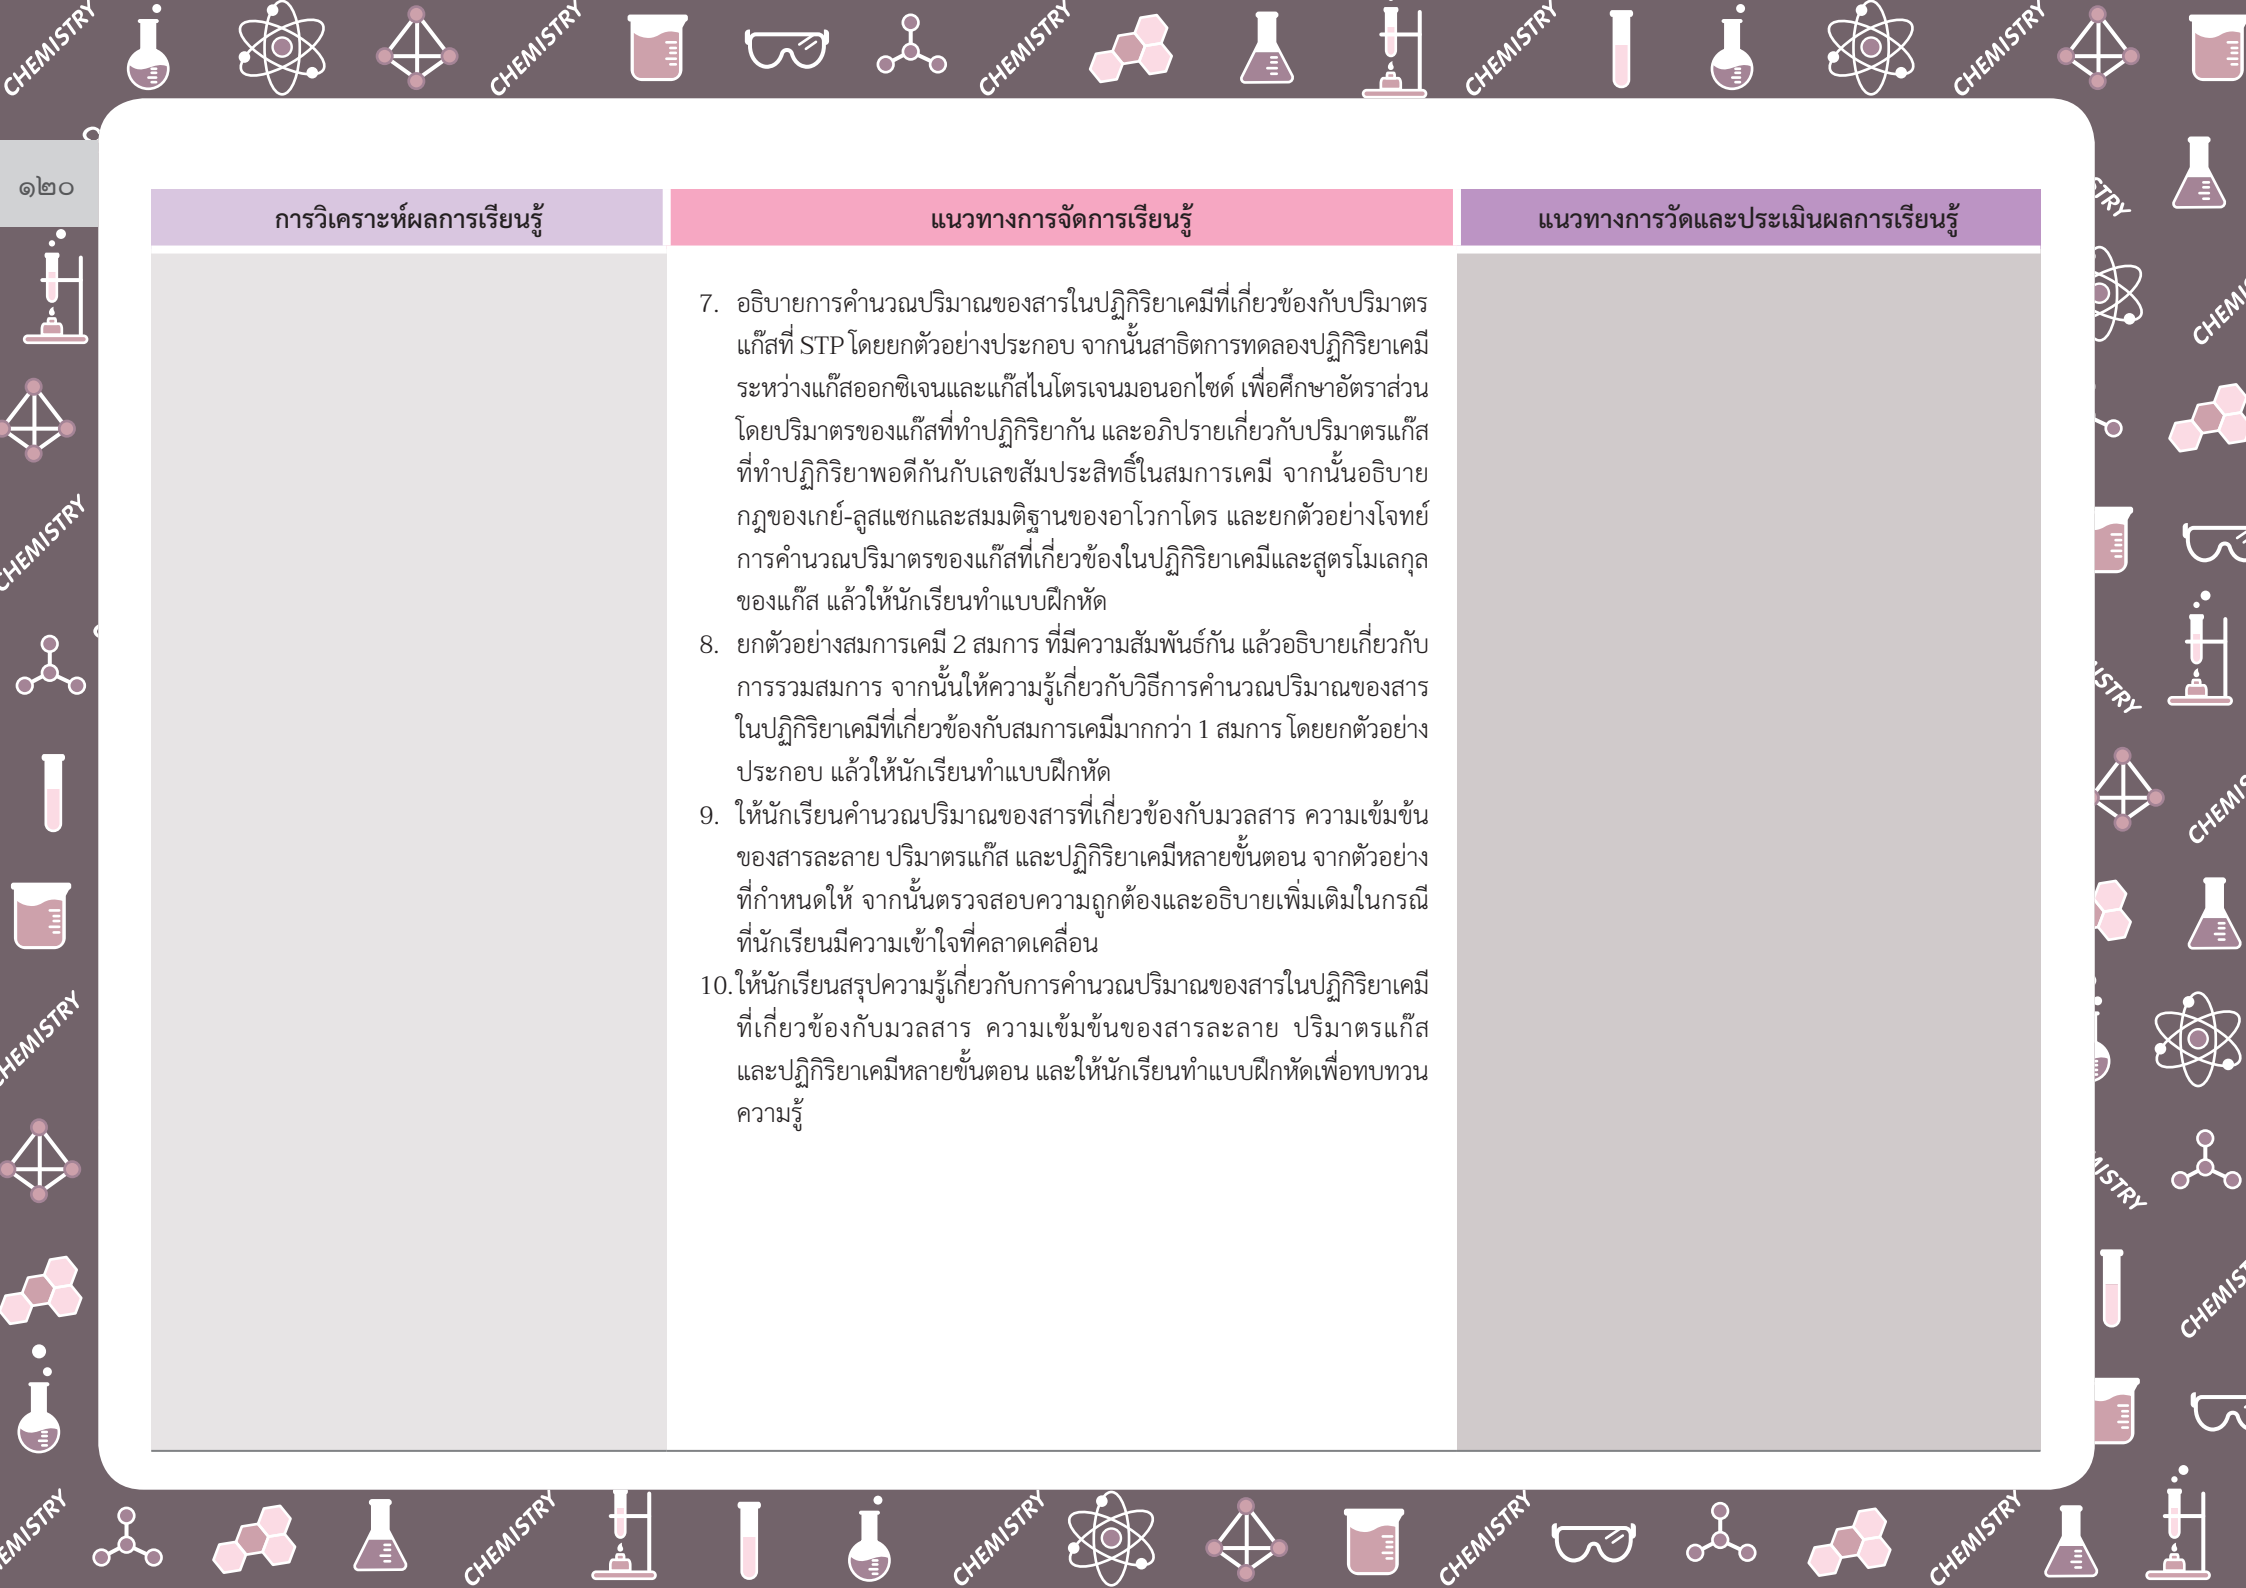 CHEMISTRY CHEMISTRY CHEMISTRY CHEMISTRY CHEMISTRY
๑๒๐
การวิเคราะห์ผลการเรียนรู้
แนวทางการจัดการเรียนรู้
แนวทางการวัดและประเมินผลการเรียนรู้
7. อธิบายการคำนวณปริมาณของสารในปฏิกิริยาเคมีที่เกี่ยวข้องกับปริมาตร
แก๊สที่ STP โดยยกตัวอย่างประกอบ จากนั้นสาธิตการทดลองปฏิกิริยาเคมี
ระหว่างแก๊สออกซิเจนและแก๊สไนโตรเจนมอนอกไซด์ เพื่อศึกษาอัตราส่วน
โดยปริมาตรของแก๊สที่ทำปฏิกิริยากัน และอภิปรายเกี่ยวกับปริมาตรแก๊ส
ที่ทำปฏิกิริยาพอดีกันกับเลขสัมประสิทธิ์ในสมการเคมี จากนั้นอธิบาย
กฎของเกย์-ลูสแซกและสมมติฐานของอาโวกาโดร และยกตัวอย่างโจทย์
การคำนวณปริมาตรของแก๊สที่เกี่ยวข้องในปฏิกิริยาเคมีและสูตรโมเลกุล
ของแก๊ส แล้วให้นักเรียนทำแบบฝึกหัด
8. ยกตัวอย่างสมการเคมี 2 สมการ ที่มีความสัมพันธ์กัน แล้วอธิบายเกี่ยวกับ
การรวมสมการ จากนั้นให้ความรู้เกี่ยวกับวิธีการคำนวณปริมาณของสาร
ในปฏิกิริยาเคมีที่เกี่ยวข้องกับสมการเคมีมากกว่า 1 สมการ โดยยกตัวอย่าง
ประกอบ แล้วให้นักเรียนทำแบบฝึกหัด
9. ให้นักเรียนคำนวณปริมาณของสารที่เกี่ยวข้องกับมวลสาร ความเข้มข้น
ของสารละลาย ปริมาตรแก๊ส และปฏิกิริยาเคมีหลายขั้นตอน จากตัวอย่าง
ที่กำหนดให้ จากนั้นตรวจสอบความถูกต้องและอธิบายเพิ่มเติมในกรณี
ที่นักเรียนมีความเข้าใจที่คลาดเคลื่อน
10. ให้นักเรียนสรุปความรู้เกี่ยวกับการคำนวณปริมาณของสารในปฏิกิริยาเคมี
ที่เกี่ยวข้องกับมวลสาร ความเข้มข้นของสารละลาย ปริมาตรแก๊ส
และปฏิกิริยาเคมีหลายขั้นตอน และให้นักเรียนทำแบบฝึกหัดเพื่อทบทวน
ความรู้
CHEMISTRY CHEMISTRY CHEMISTRY CHEMISTRY